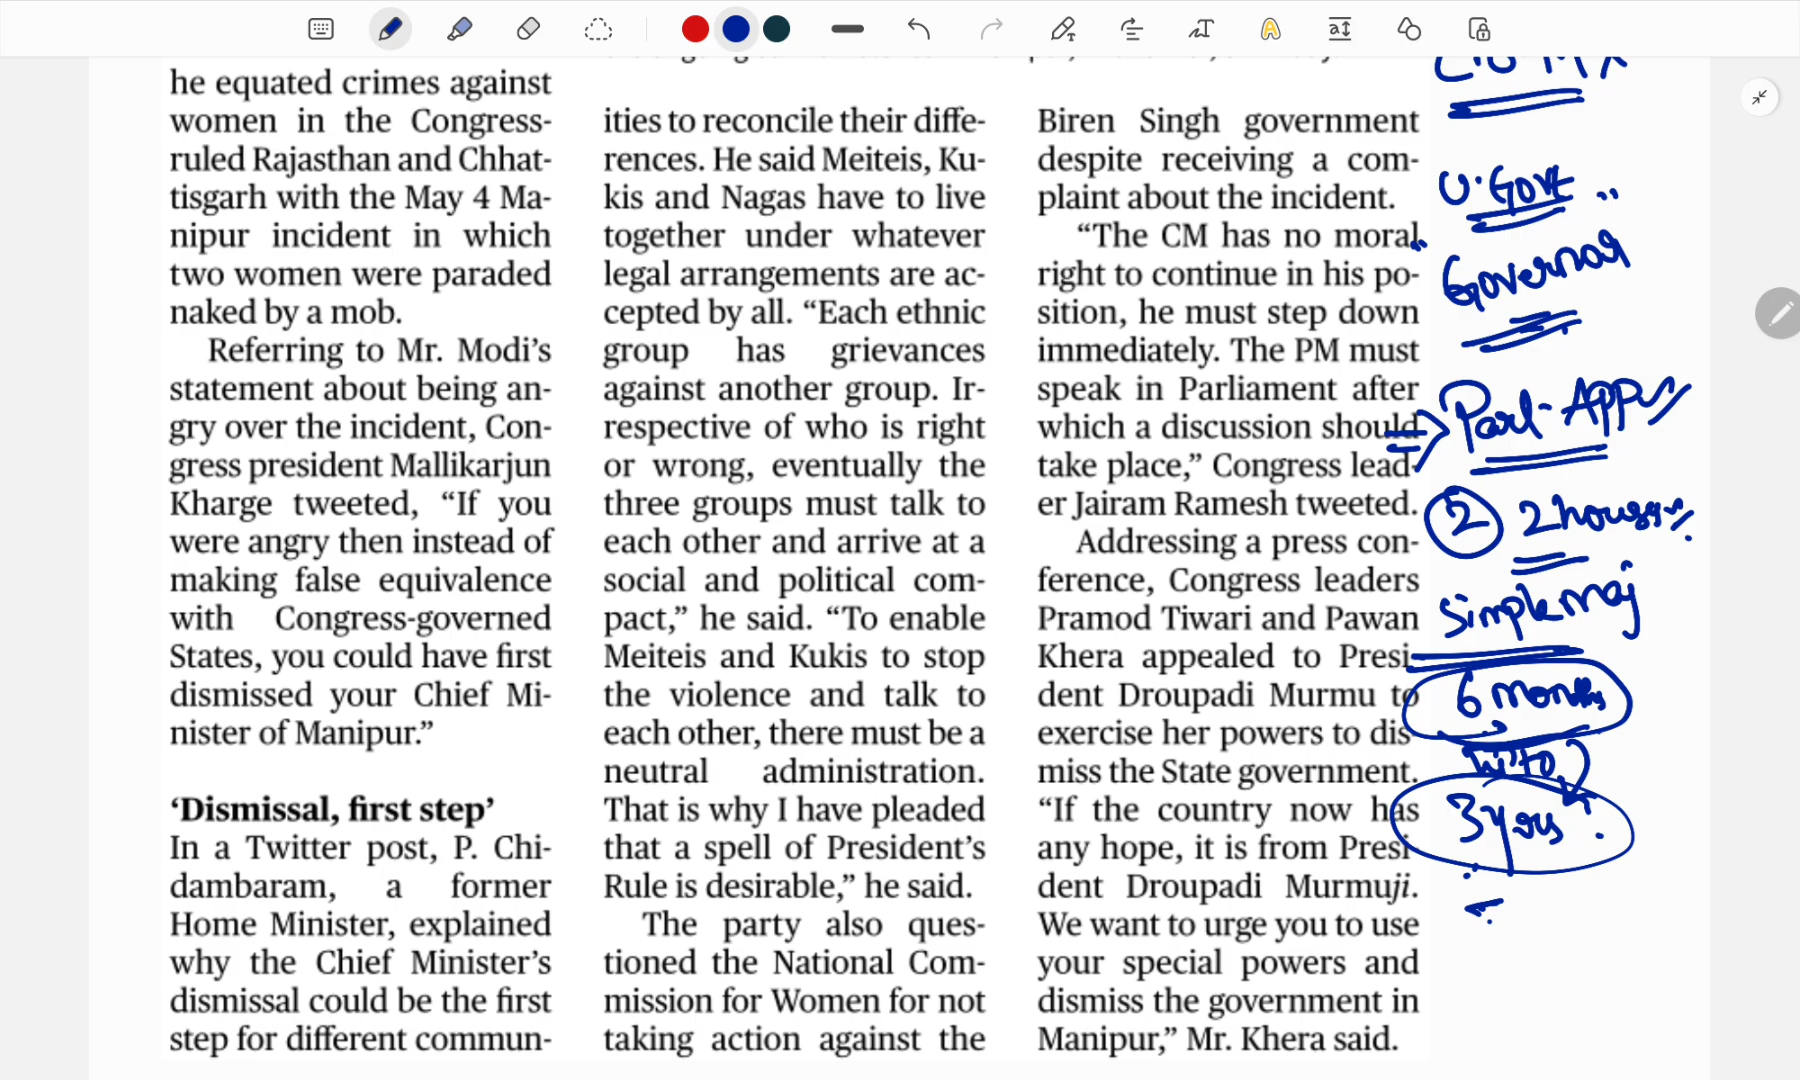 he equated crimes against
women in the Congress-
ruled Rajasthan and Chhat-
tisgarh with the May 4 Ma-
nipur incident in which
two women were paraded
naked by a mob.
Referring to Mr. Modi’s
statement about being an-
gry over the incident, Con-
gress president Mallikarjun
Kharge tweeted, “If you
were angry then instead of
making false equivalence
with Congress-governed
States, you could have first
dismissed your Chief Mi-
nister of Manipur.”
‘Dismissal, first step’
In a Twitter post, P. Chi-
dambaram, a former
Home Minister, explained
why the Chief Minister’s
dismissal could be the first
step for different commun-
ities to reconcile their diffe-
rences. He said Meiteis, Ku-
kis and Nagas have to live
together under whatever
legal arrangements are ac-
cepted by all. “Each ethnic
group has grievances
against another group. Ir-
respective of who is right
or wrong, eventually the
three groups must talk to
each other and arrive at a
social and political com-
pact,” he said. “To enable
Meiteis and Kukis to stop
the violence and talk to
each other, there must be a
neutral administration.
That is why I have pleaded
that a spell of President’s
Rule is desirable,” he said.
The party also ques-
tioned the National Com-
mission for Women for not
taking action against the
Biren Singh government
despite receiving a com-
plaint about the incident.
“The CM has no moral
right to continue in his po-
sition, he must step down
immediately. The PM must
speak in Parliament after
which a discussion should
take place,” Congress lead-
er Jairam Ramesh tweeted.
Addressing a press con-
ference, Congress leaders
Pramod Tiwari and Pawan
Khera appealed to Presi-
dent Droupadi Murmu to
exercise her powers to dis-
miss the State government.
“If the country now has
any hope, it is from Presi-
dent Droupadi Murmuji.
We want to urge you to use
your special powers and
dismiss the government in
Manipur,” Mr. Khera said.
U. Govt
Governor
Parl- App
2 2 houses
Simple maj
6 months
3 yrs